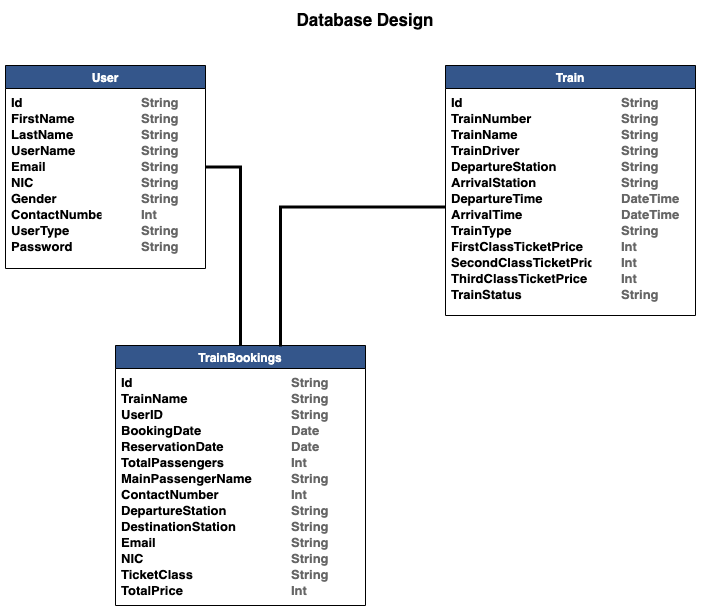 Database Design
User
Id String
FirstName String
LastName String
UserName String
Email String
NIC String
Gender String
ContactNumbe Int
UserType String
Password String
Train
Id String
TrainNumber String
TrainName String
TrainDriver String
DepartureStation String
ArrivalStation String
DepartureTime DateTime
ArrivalTime DateTime
TrainType String
FirstClassTicketPrice Int
SecondClassTicketPric Int
ThirdClassTicketPrice Int
TrainStatus String
TrainBookings
Id String
TrainName String
UserID String
BookingDate Date
ReservationDate Date
TotalPassengers Int
MainPassengerName String
ContactNumber Int
DepartureStation String
DestinationStation String
Email String
NIC String
TicketClass String
TotalPrice Int